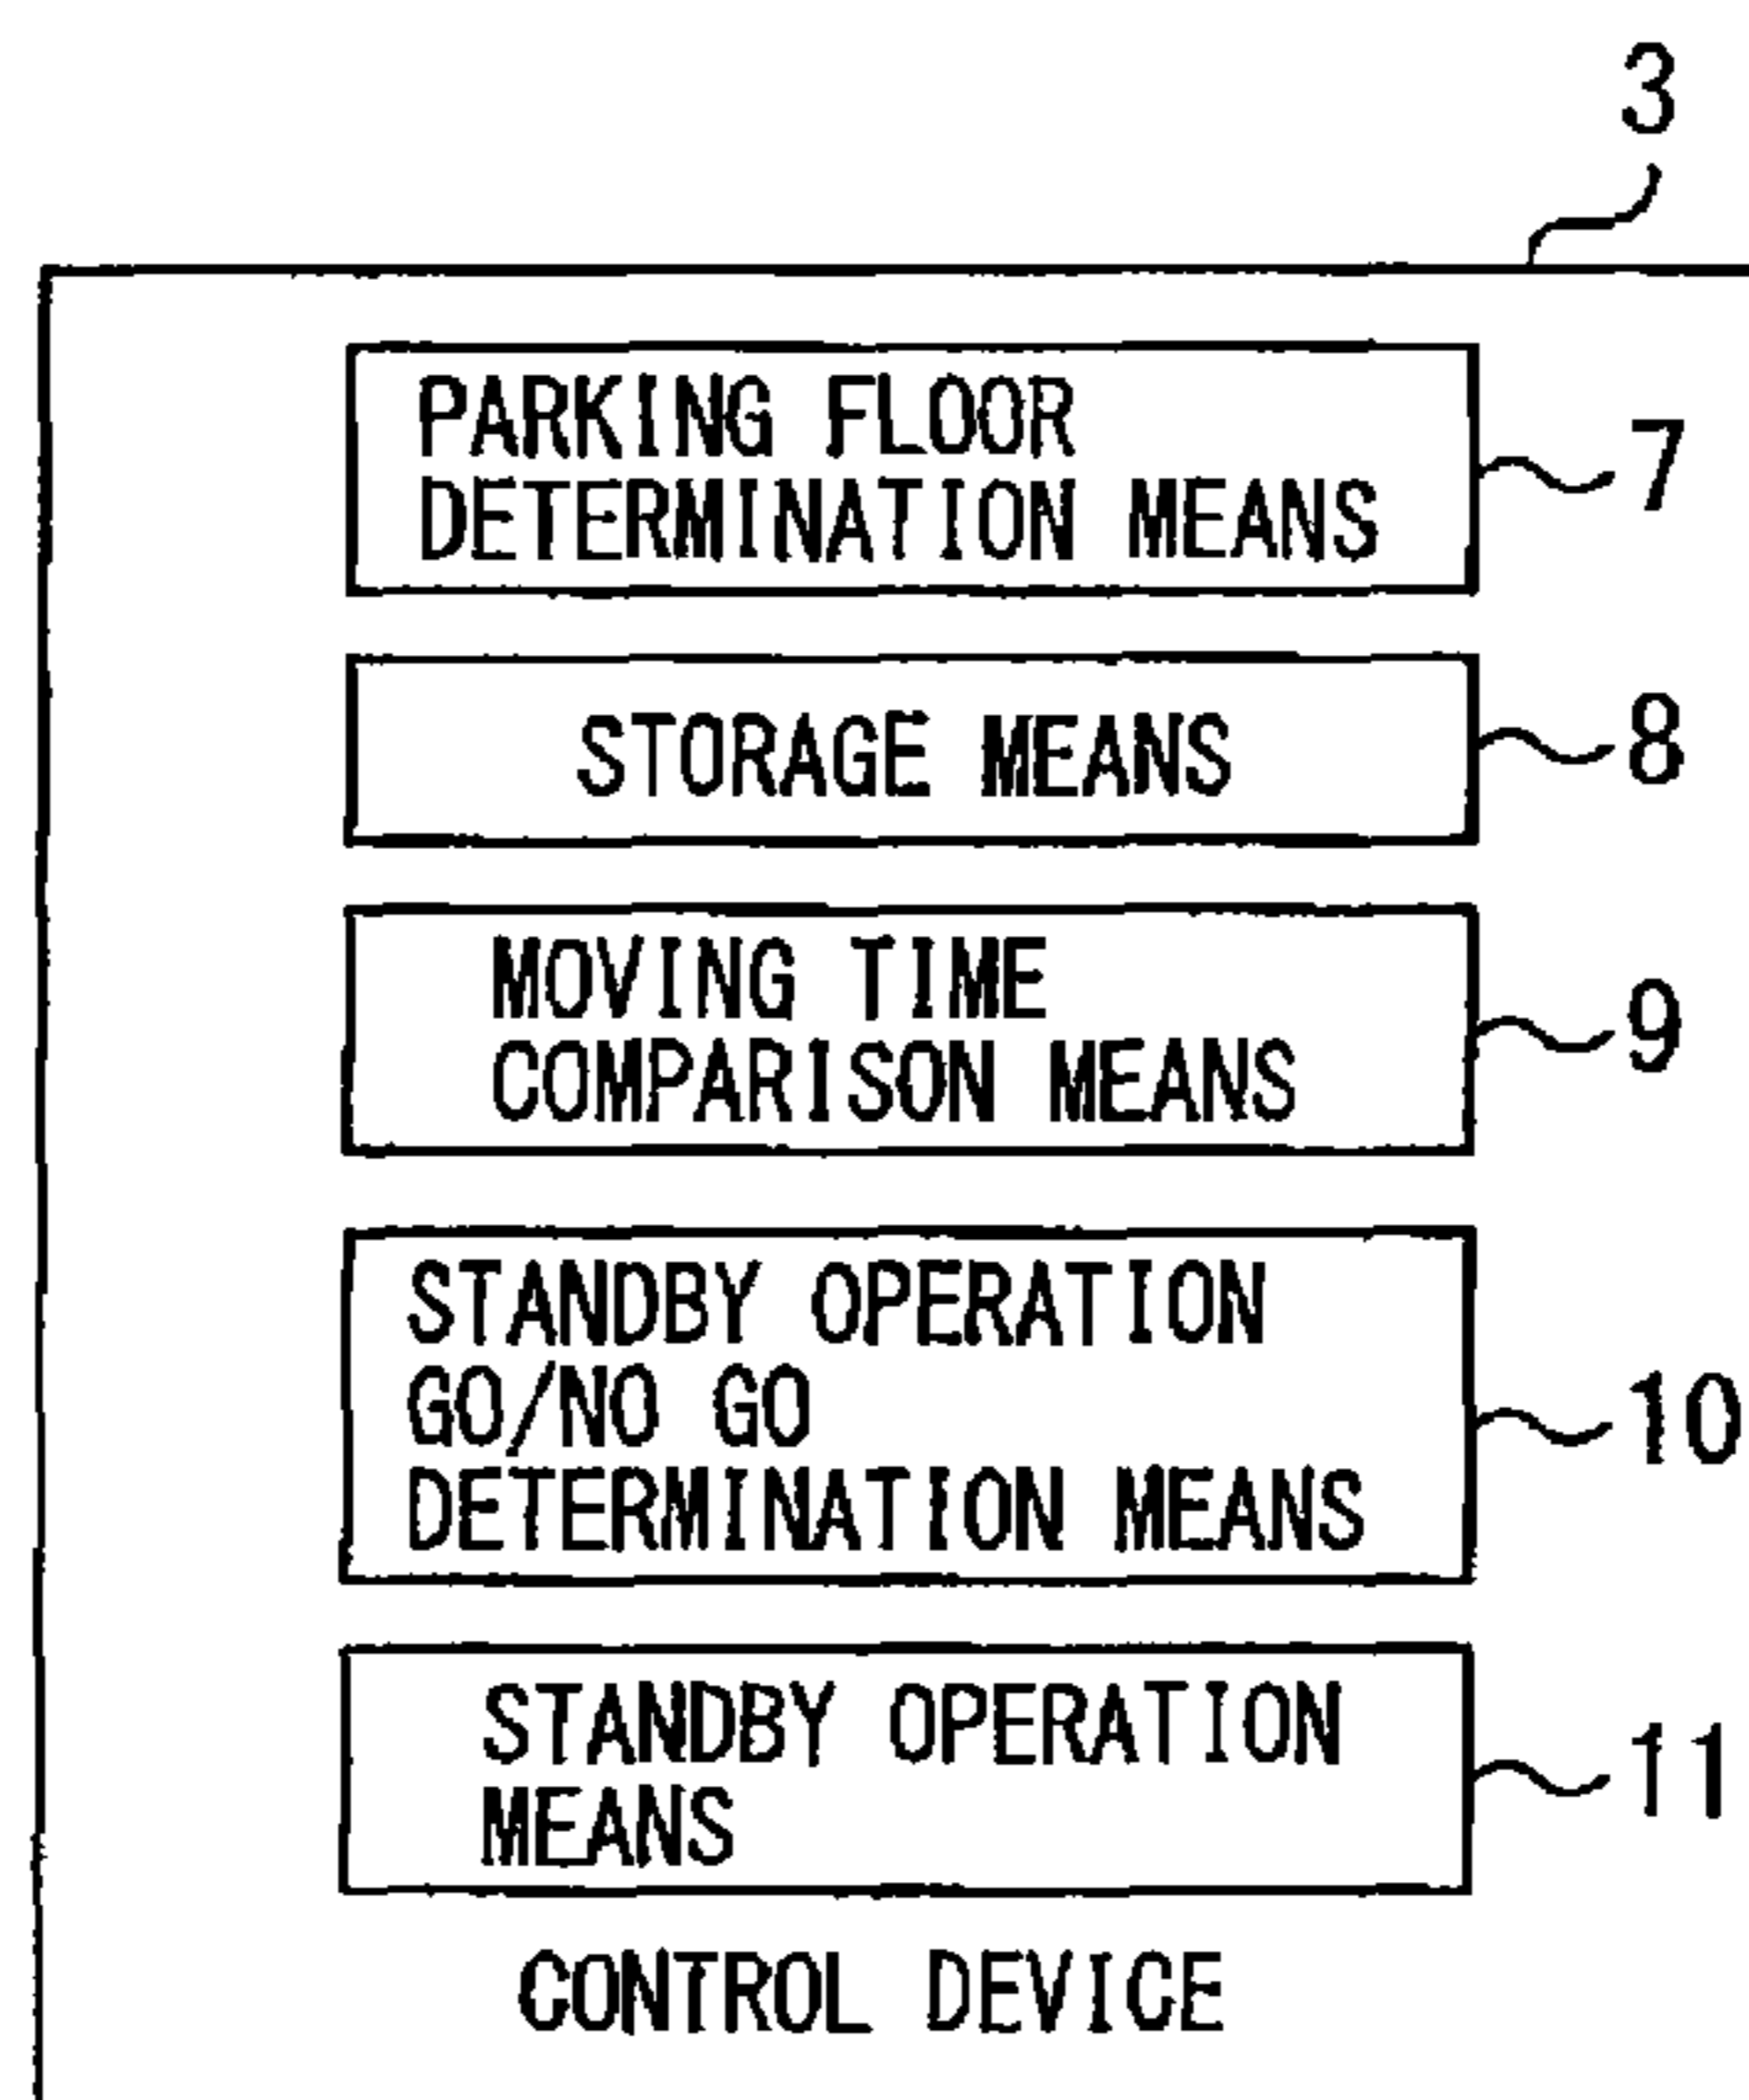 3
PARKING FLOOR
DETERMINATION MEANS
7
STORAGE MEANS
8
MOVING TIME
COMPARISON MEANS
9
STANDBY OPERATION
GO/NO GO
DETERMINATION MEANS
10
STANDBY OPERATION
MEANS
11
CONTROL DEVICE